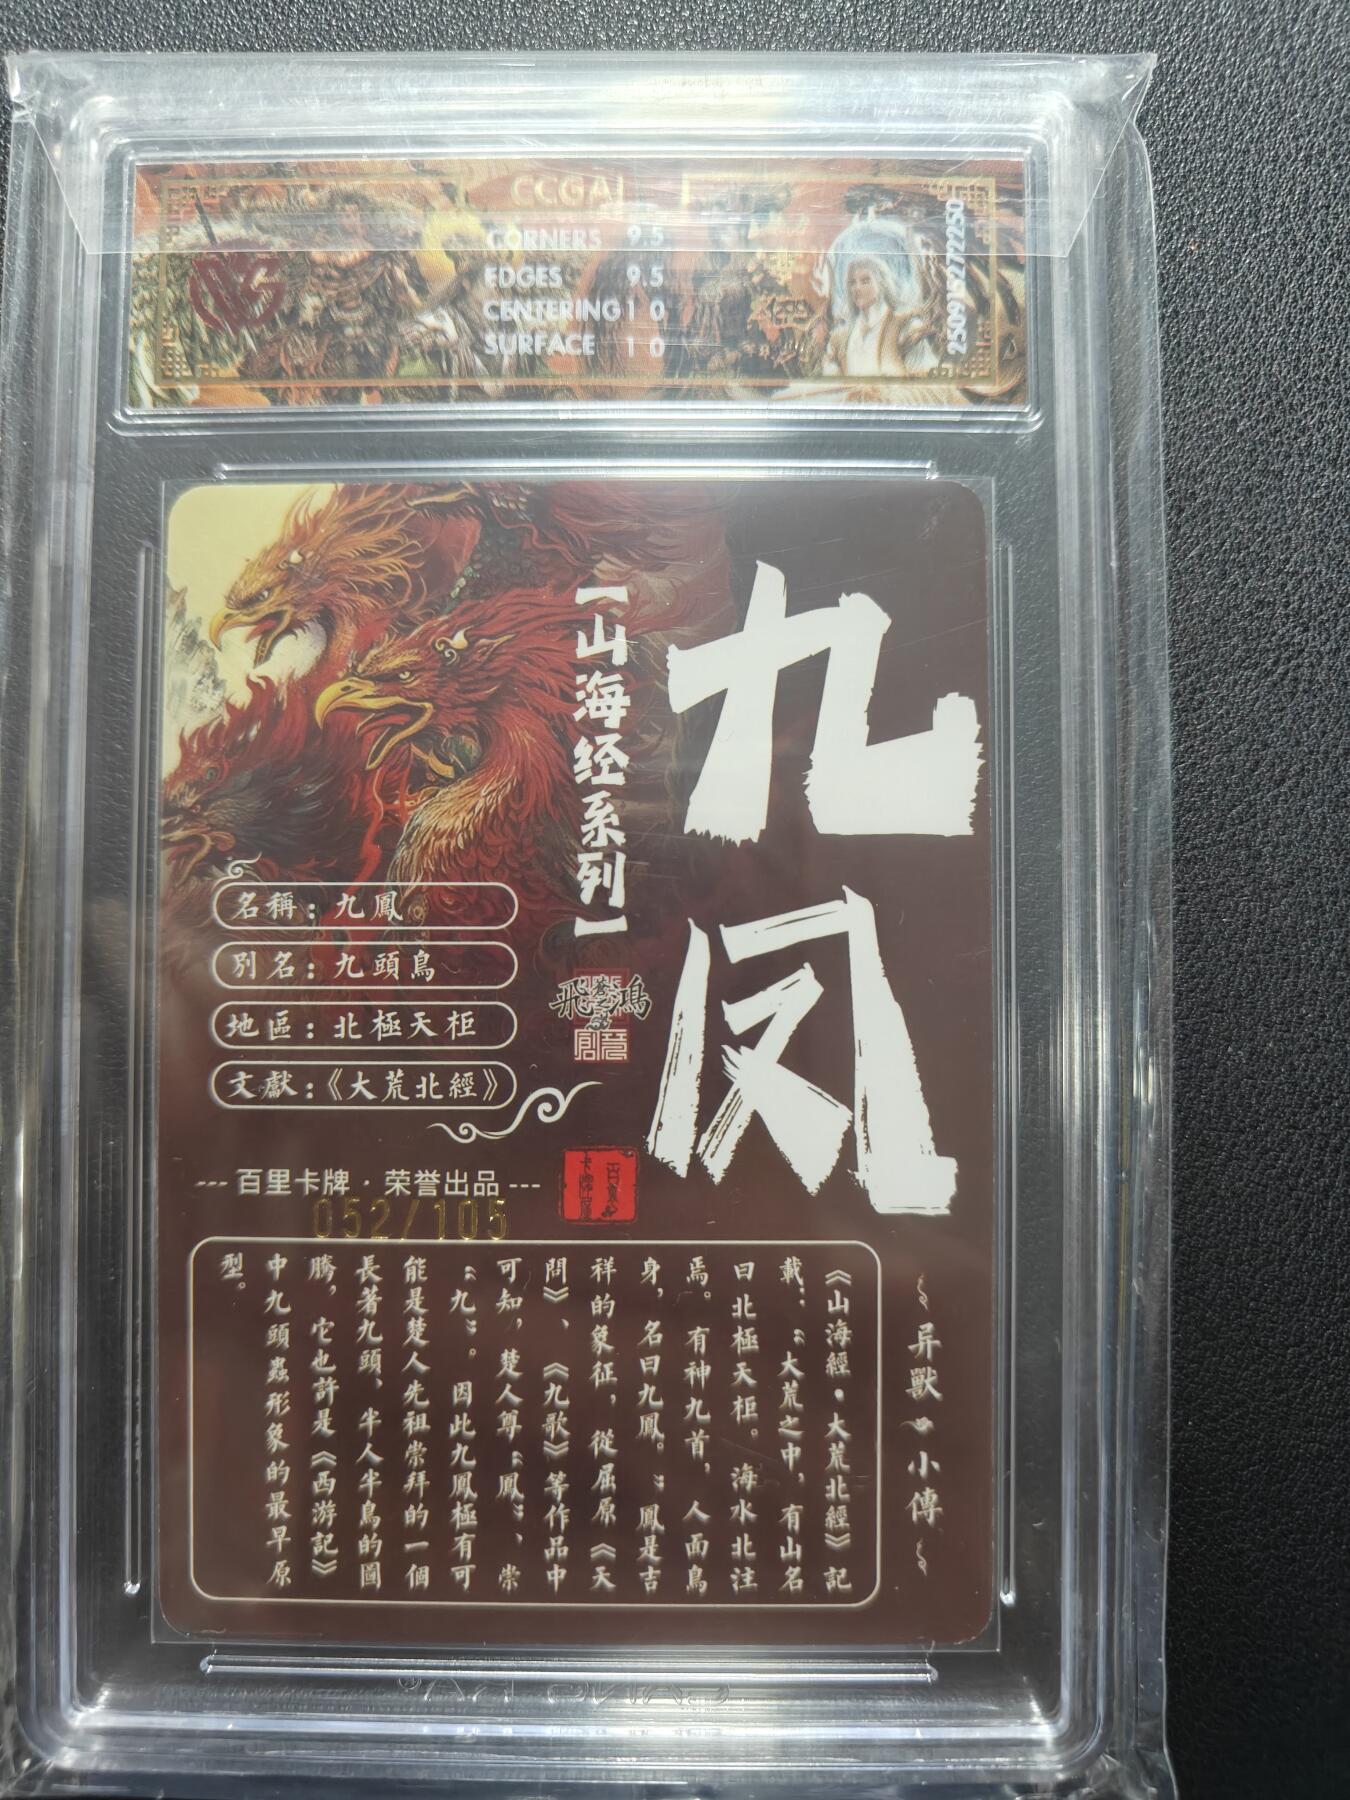 CCGA
CORNERS 9.5
EDGES 9.5
CENTERING 10
SURFACE 10
九凤
【山海经系列】
名稱：九鳳
別名：九頭鳥
地區：北極天柜
文獻：《大荒北經》
--- 百里卡牌 · 荣誉出品 ---
052/105
异獸 小傳
《山海經·大荒北經》記
載：“大荒之中，有山名
曰北極天柜。海水北注
焉。有神九首，人面鳥
身，名曰九鳳。”鳳是吉
祥的象征，從屈原《天
問》、《九歌》等作品中
可知，楚人尊“鳳”、崇
“九”。因此九鳳極有可
能是楚人先祖崇拜的一個
長著九頭、半人半鳥的圖
騰，它也許是《西游記》
中九頭蟲形象的最早原
型。